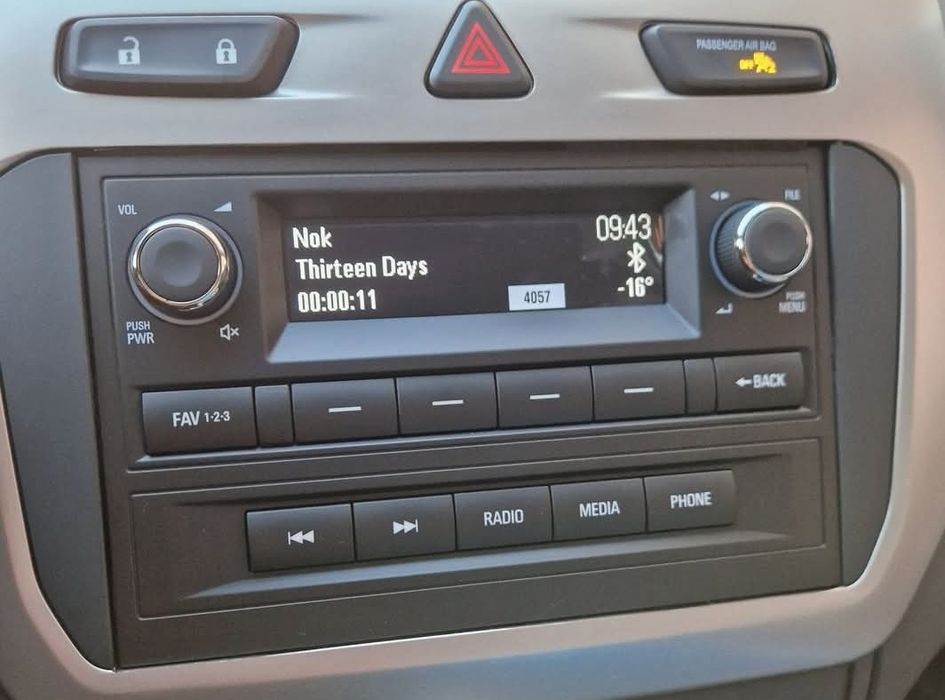 PASSENGER AIR BAG
OFF
VOL
FILE
Nok
09:43
Thirteen Days
00:00:11
4057
-16°
PUSH
PWR
PUSH
MENU
FAV 1-2-3
BACK
RADIO
MEDIA
PHONE